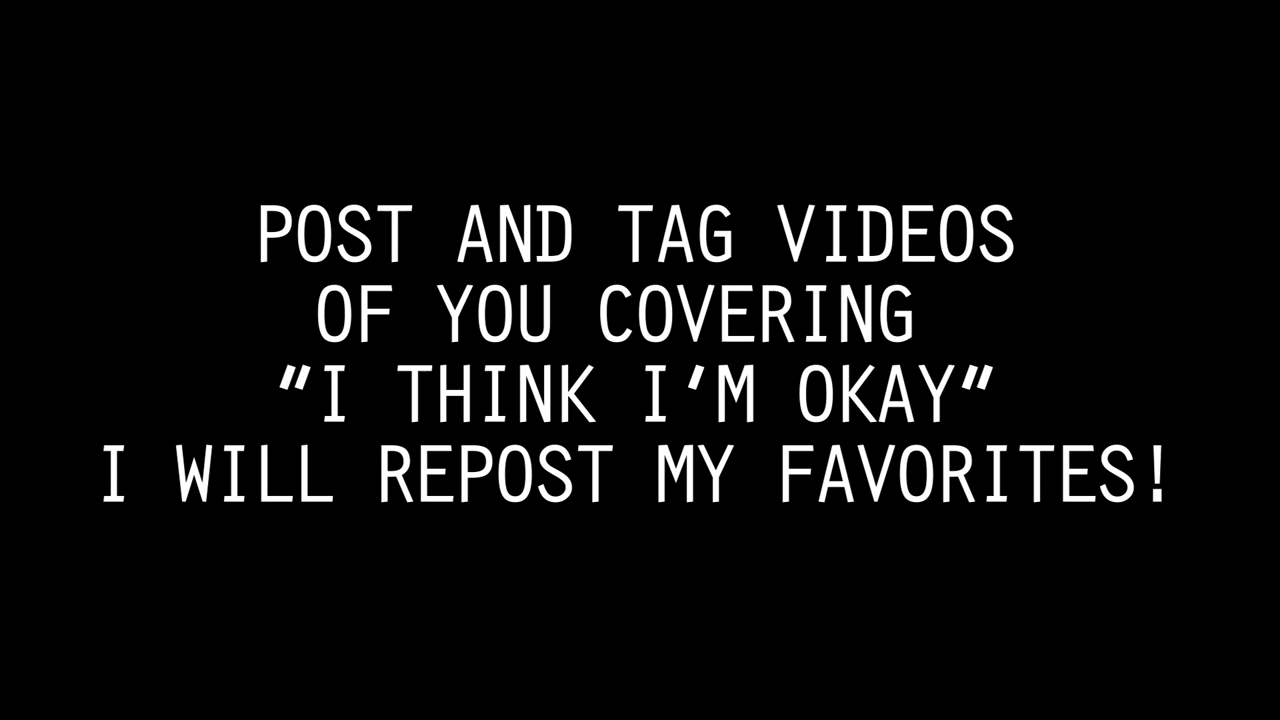 POST AND TAG VIDEOS
OF YOU COVERING
"I THINK I'M OKAY"
I WILL REPOST MY FAVORITES!